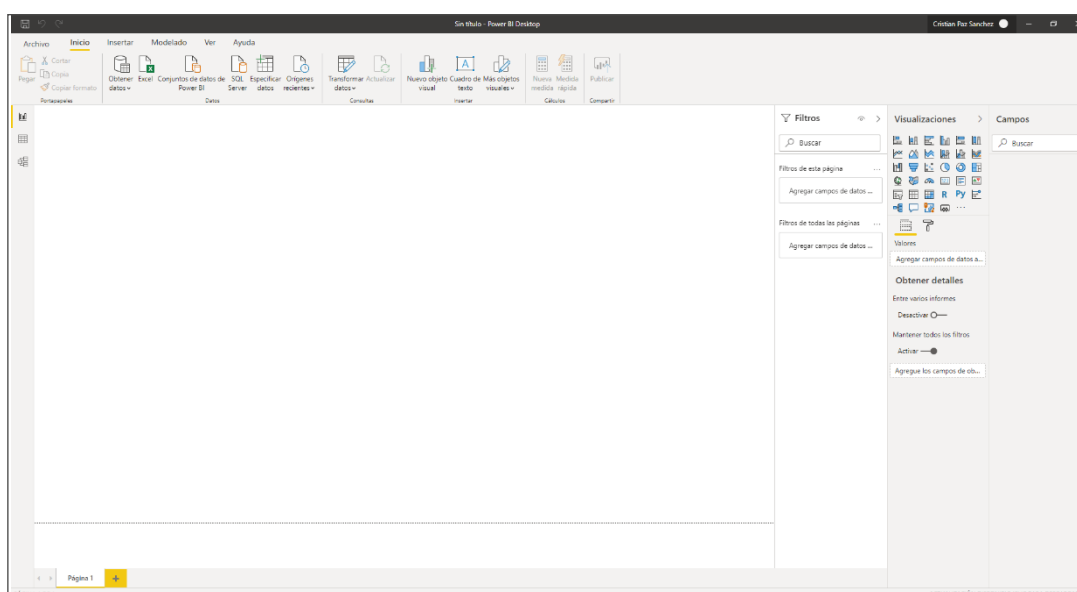 Sin título - Power BI Desktop
Cristian Paz Sanchez
Archivo Inicio Insertar Modelado Ver Ayuda
Pegar
Cortar
Copia
Copiar formato
Portapapeles
Obtener datos
Excel
Conjuntos de datos de Power BI
SQL Server
Especificar datos
Orígenes recientes
Datos
Transformar datos
Actualizar
Consultas
Nuevo objeto visual
Cuadro de texto
Más objetos visuales
Insertar
Nueva medida
Medida rápida
Cálculos
Publicar
Compartir
Filtros
Buscar
Filtros de esta página ...
Agregar campos de datos ...
Filtros de todas las páginas ...
Agregar campos de datos ...
Visualizaciones
R Py
...
Valores
Agregar campos de datos a...
Obtener detalles
Entre varios informes
Desactivar
Mantener todos los filtros
Activar
Agregue los campos de ob...
Campos
Buscar
Página 1 +